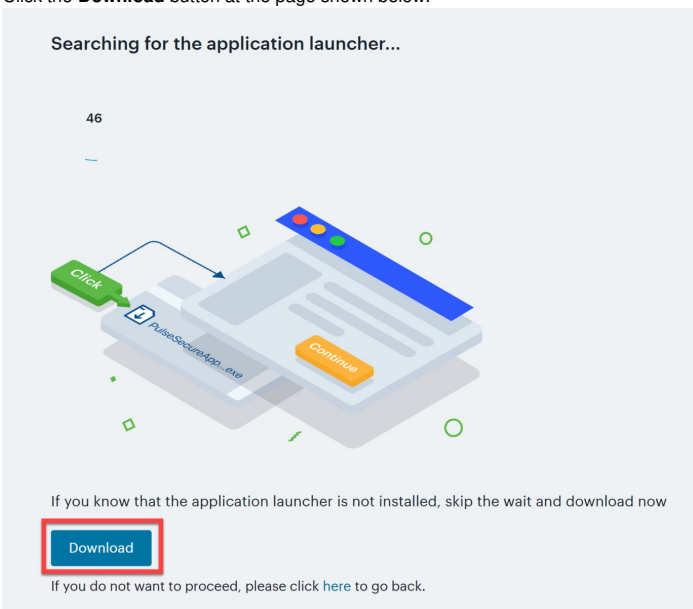 Click the Download button at the page shown below.
Searching for the application launcher...
46
Click
PulseSecureApp...exe
Continue
If you know that the application launcher is not installed, skip the wait and download now
Download
If you do not want to proceed, please click here to go back.